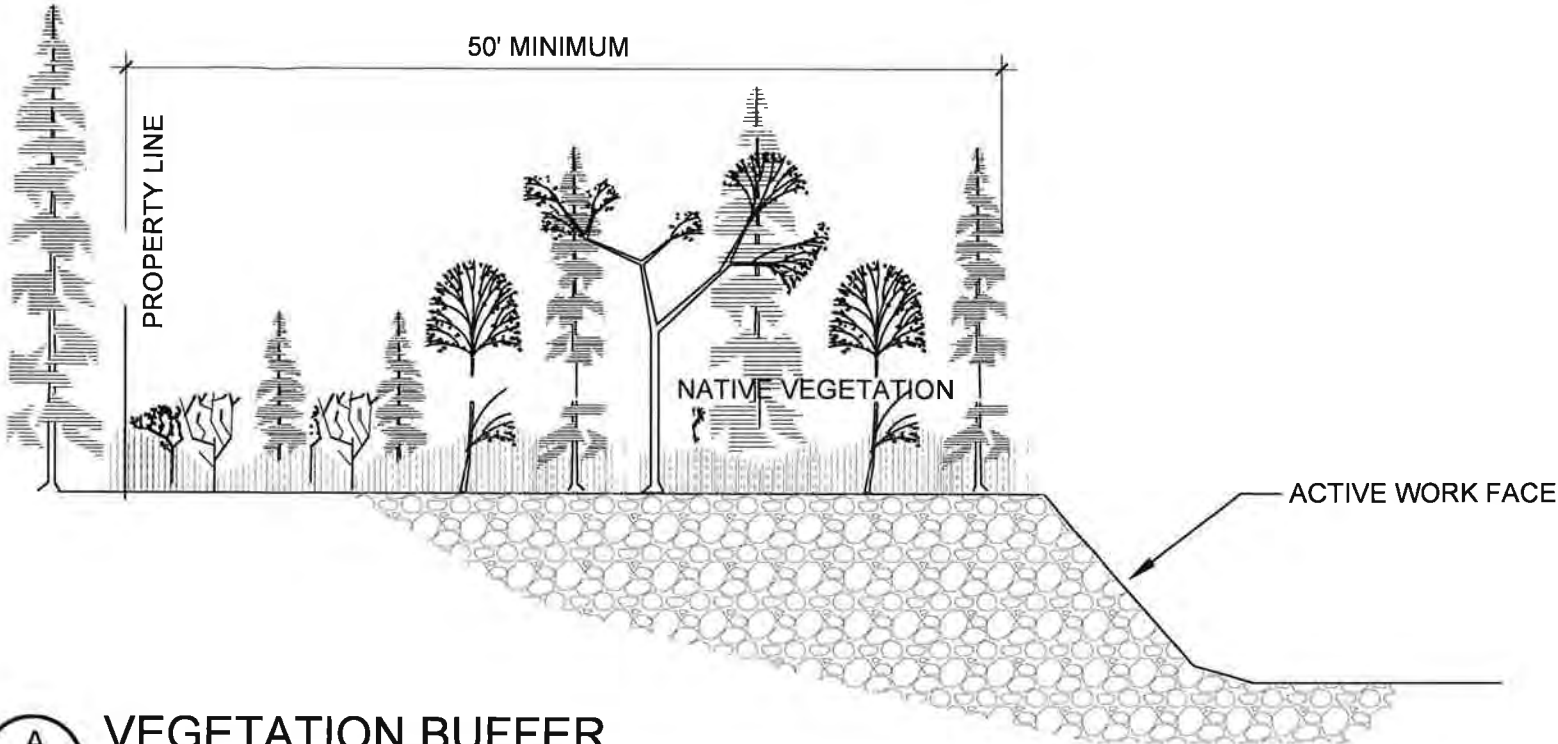 50' MINIMUM
PROPERTY LINE
NATIVE VEGETATION
ACTIVE WORK FACE
A
VEGETATION BUFFER